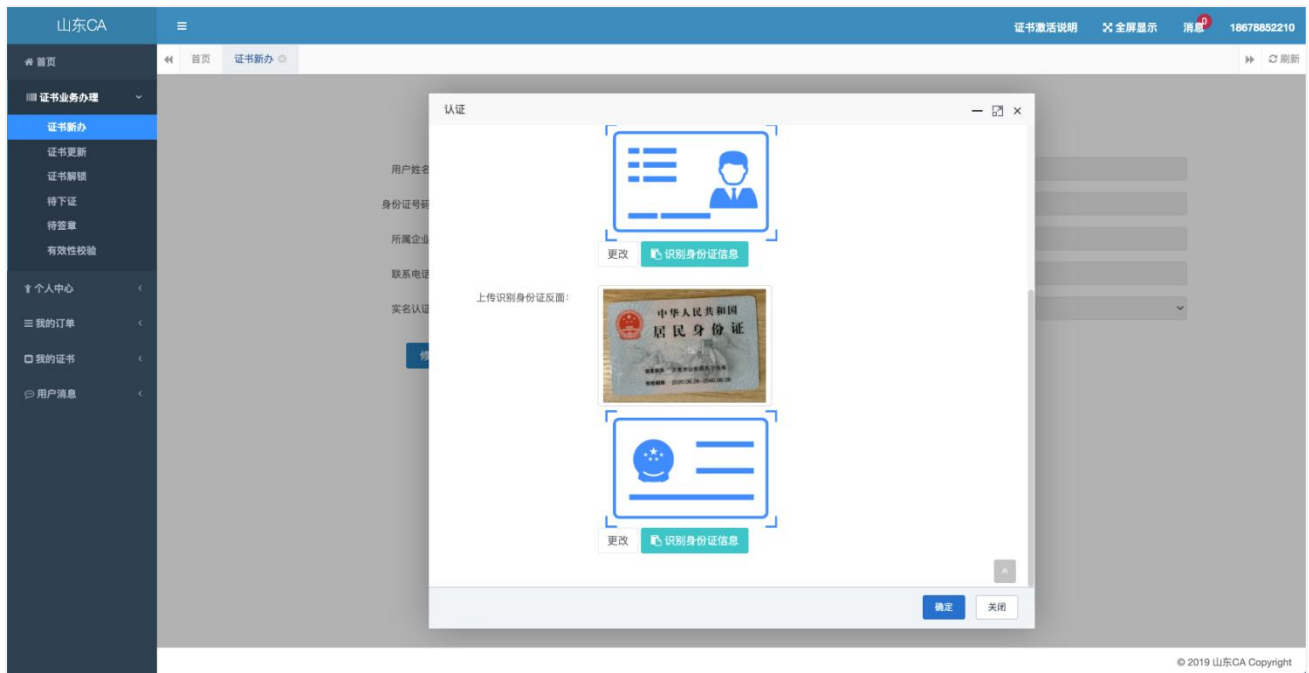 山东CA
证书激活说明
全屏显示
消息
0
18678852210
首页
首页
证书新办
刷新
证书业务办理
证书新办
证书更新
证书解锁
待下证
待签章
有效性校验
个人中心
我的订单
我的证书
用户消息
用户姓名
身份证号码
所属企业
联系电话
实名认证
认证
更改
识别身份证信息
上传识别身份证反面:
中华人民共和国
居民身份证
更改
识别身份证信息
确定
关闭
© 2019 山东CA Copyright